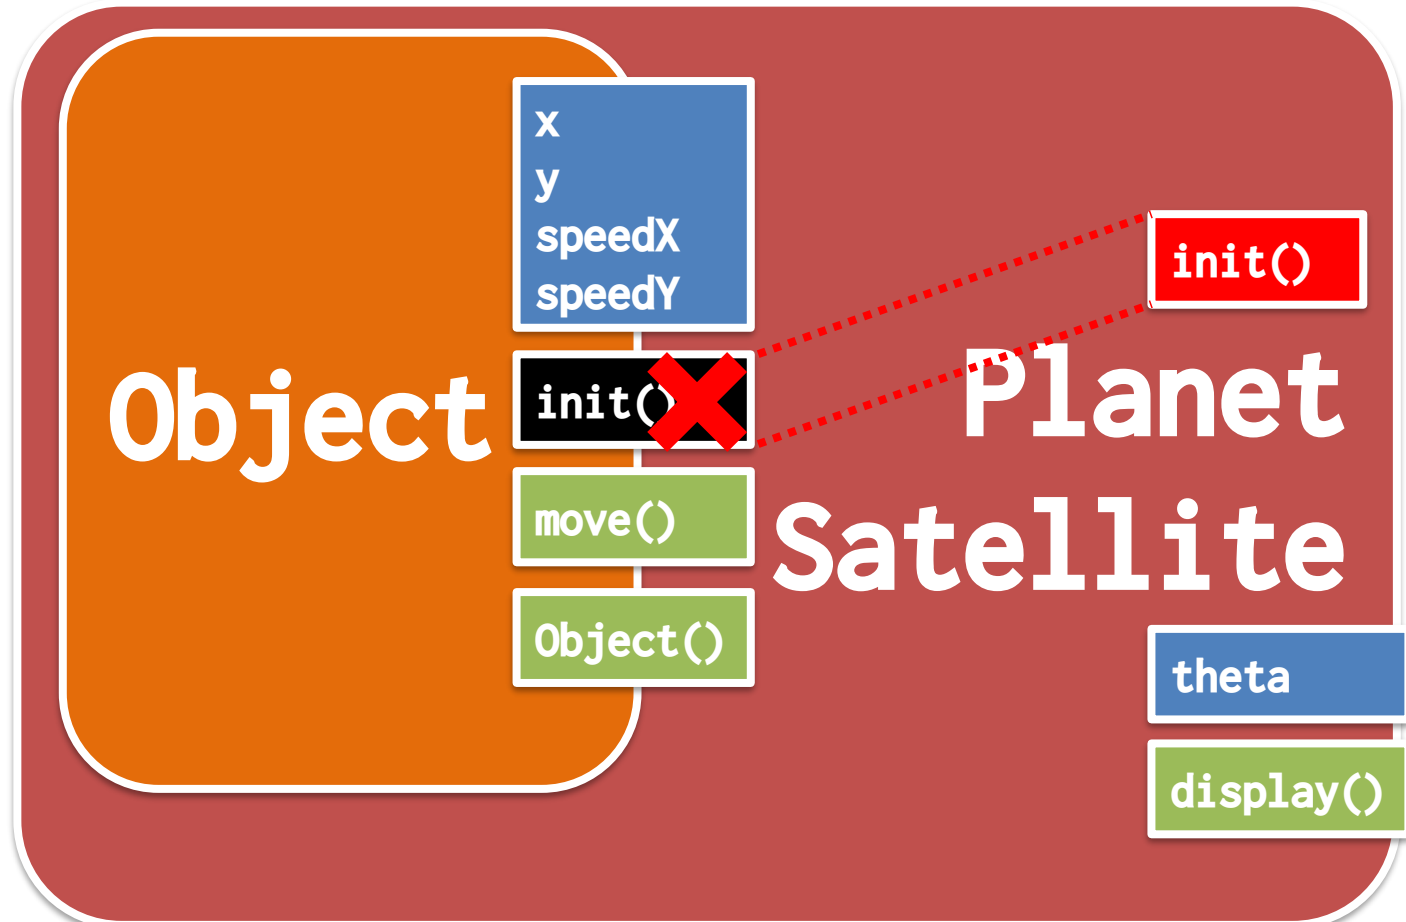 x
y
speedX
speedY
init()
Object
init()
move()
Object()
Planet
Satellite
theta
display()